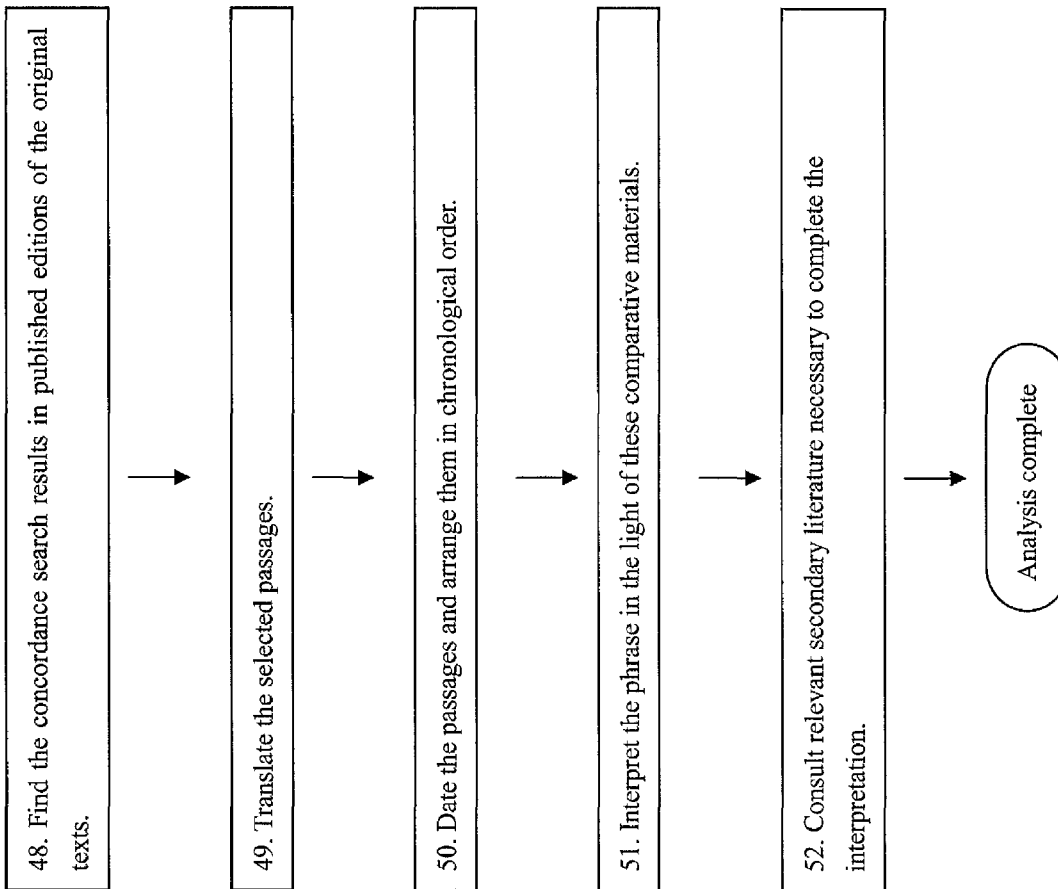 48. Find the concordance search results in published editions of the original
texts.
49. Translate the selected passages.
50. Date the passages and arrange them in chronological order.
51. Interpret the phrase in the light of these comparative materials.
52. Consult relevant secondary literature necessary to complete the
interpretation.
Analysis complete